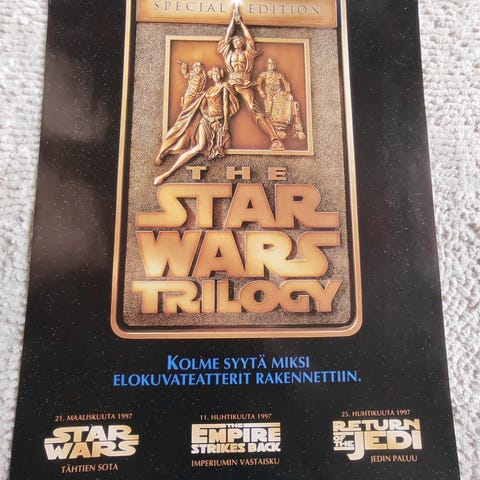 SPECIAL EDITION
THE
STAR
WARS
TRILOGY
KOLME SYYTÄ MIKSI
ELOKUVATEATTERIT RAKENNETTIIN.
21. MAALISKUUTA 1997
STAR
WARS
TÄHTIEN SOTA
11. HUHTIKUUTA 1997
THE
EMPIRE
STRIKES BACK
IMPERIUMIN VASTAISKU
25. HUHTIKUUTA 1997
RETURN
OF THE
JEDI
JEDIN PALUU